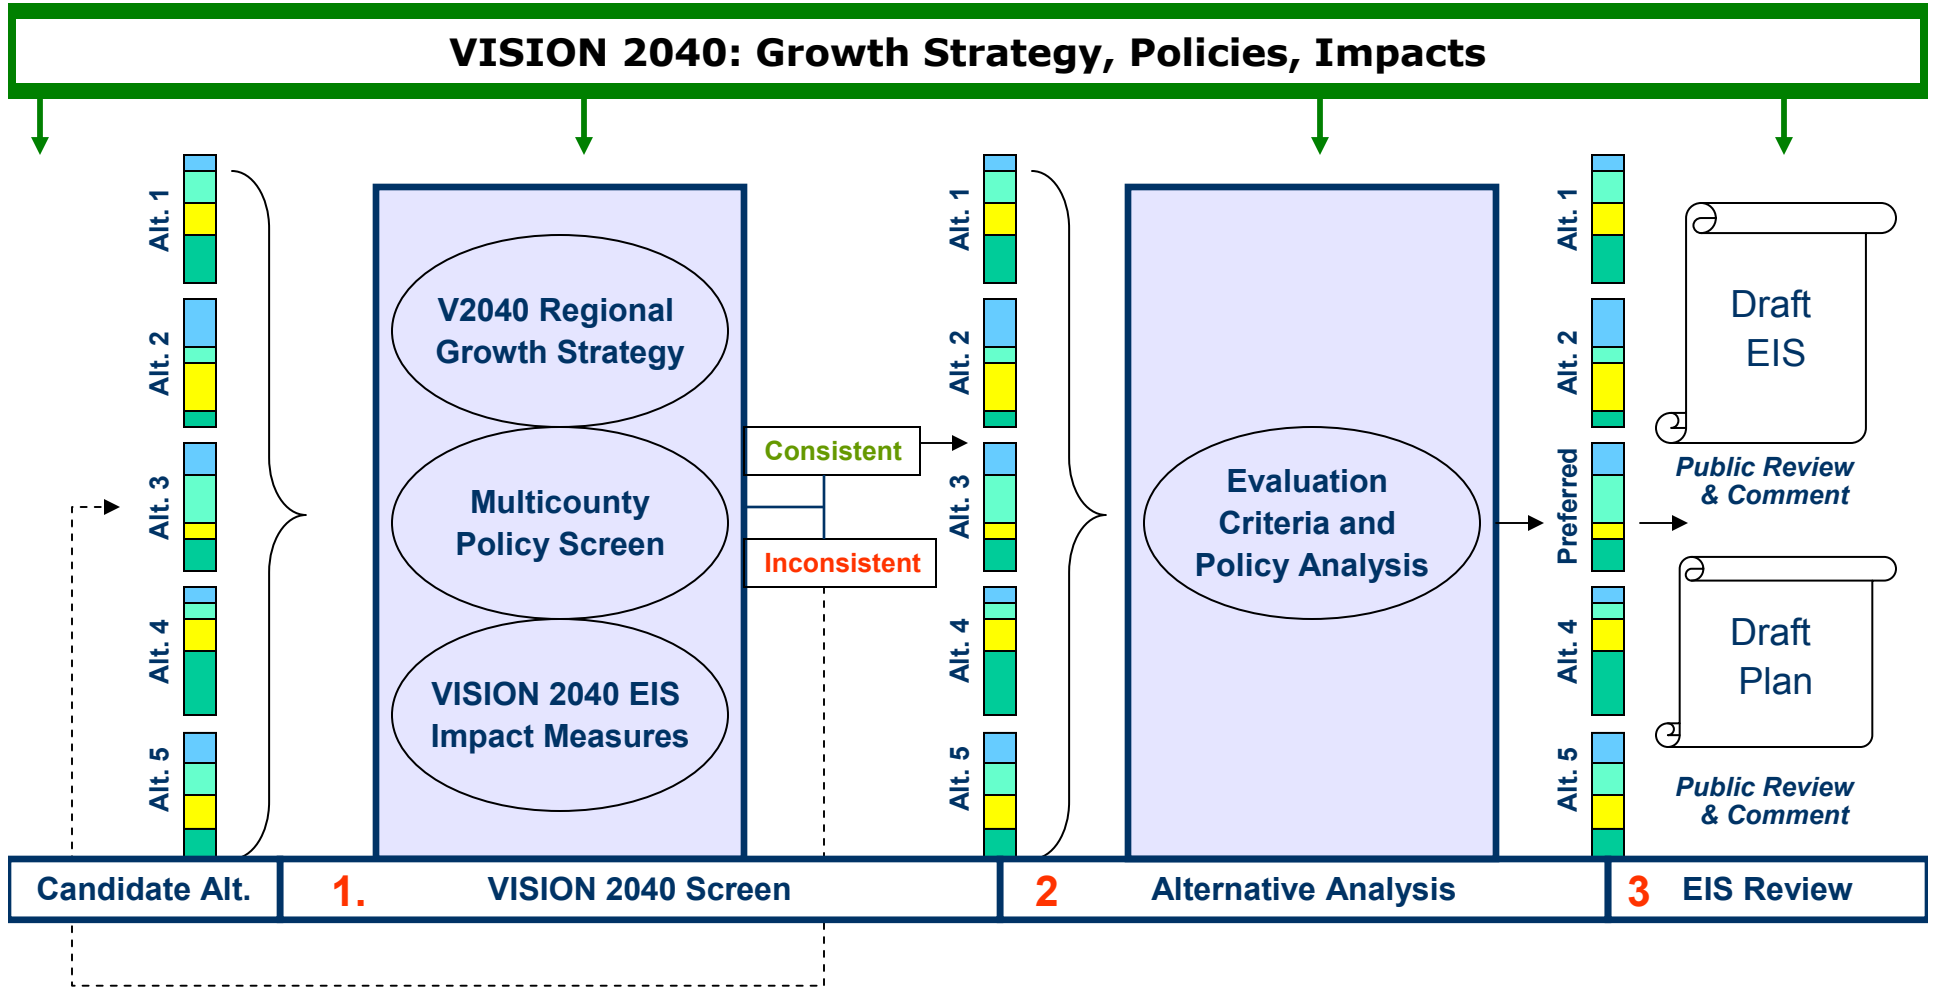 VISION 2040: Growth Strategy, Policies, Impacts
Alt. 1
Alt. 2
Alt. 3
Alt. 4
Alt. 5
V2040 Regional
Growth Strategy
Multicounty
Policy Screen
VISION 2040 EIS
Impact Measures
Consistent
Inconsistent
Alt. 1
Alt. 2
Alt. 3
Alt. 4
Alt. 5
Evaluation
Criteria and
Policy Analysis
Alt. 1
Alt. 2
Preferred
Alt. 4
Alt. 5
Draft
EIS
Public Review
& Comment
Draft
Plan
Public Review
& Comment
Candidate Alt.
1. VISION 2040 Screen
2 Alternative Analysis
3 EIS Review